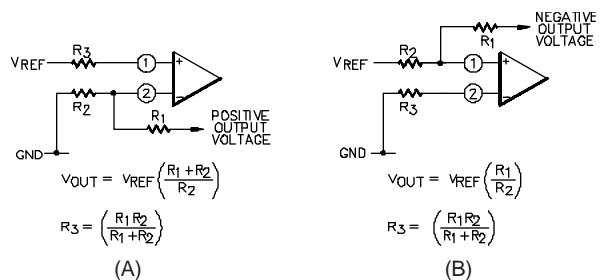 R3
VREF
1
+
R2
2
−
R1
POSITIVE
OUTPUT
VOLTAGE
GND
VOUT = VREF(R1+R2/R2)
R3 = (R1R2/R1+R2)
(A)
NEGATIVE
OUTPUT
VOLTAGE
R1
VREF
R2
1
+
2
−
R3
GND
VOUT = VREF(R1/R2)
R3 = (R1R2/R1+R2)
(B)